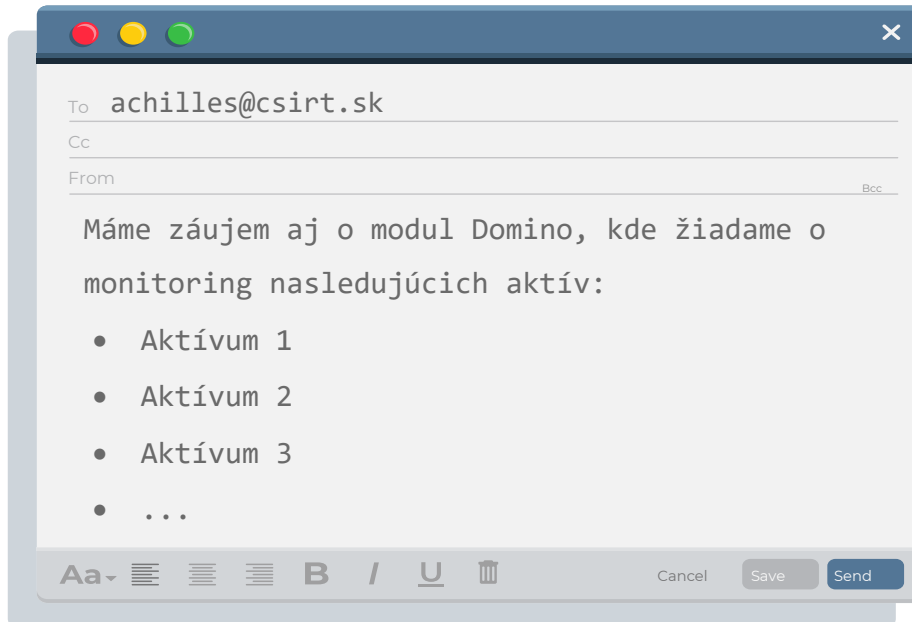 To achilles@csirt.sk
Cc
From
Bcc
Máme záujem aj o modul Domino, kde žiadame o
monitoring nasledujúcich aktív:
• Aktívum 1
• Aktívum 2
• Aktívum 3
• ...
Aa B I U Cancel Save Send